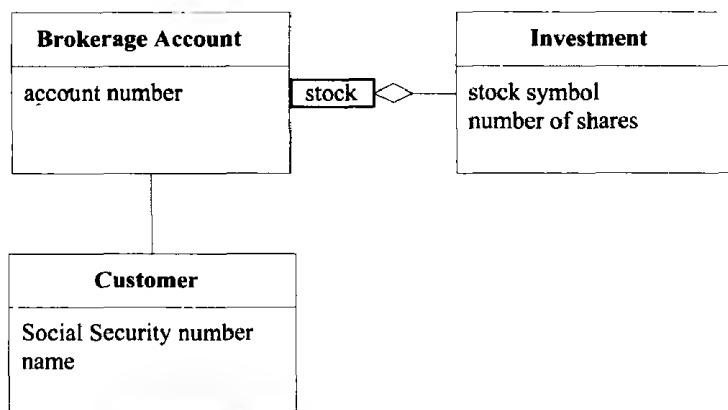 Brokerage Account
account number
stock
Investment
stock symbol
number of shares
Customer
Social Security number
name